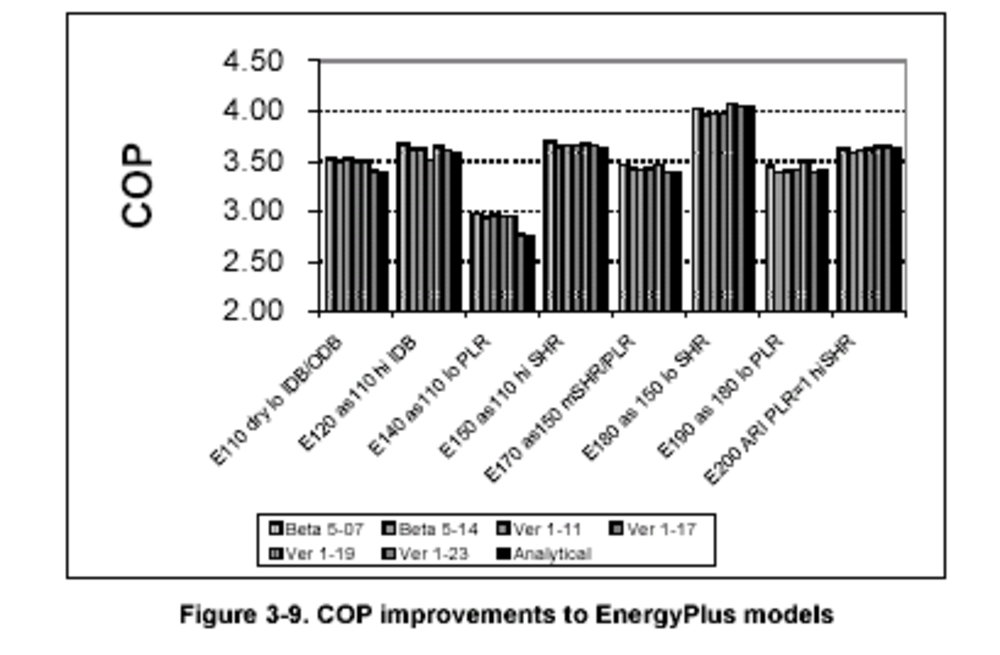 COP
4.50
4.00
3.50
3.00
2.50
2.00
E110 dry lo IDB/ODB
E120 as110 hi IDB
E140 as110 lo PLR
E150 as110 hi SHR
E170 as150 mSHR/PLR
E180 as 150 lo SHR
E190 as 180 lo PLR
E200 ARI PLR=1 hiSHR
Beta 5-07 Beta 5-14 Ver 1-11 Ver 1-17
Ver 1-19 Ver 1-23 Analytical
Figure 3-9. COP improvements to EnergyPlus models